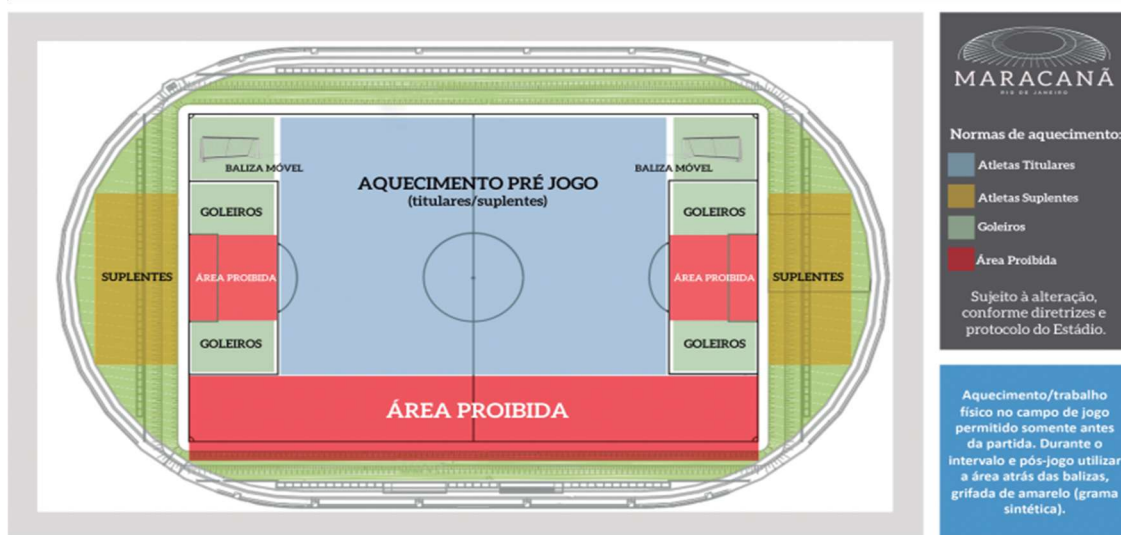 BALIZA MÓVEL
BALIZA MÓVEL
AQUECIMENTO PRÉ JOGO
(titulares/suplentes)
GOLEIROS
GOLEIROS
SUPLENTES
ÁREA PROIBIDA
ÁREA PROIBIDA
SUPLENTES
GOLEIROS
GOLEIROS
ÁREA PROIBIDA
MARACANÃ
RIO DE JANEIRO
Normas de aquecimento:
Atletas Titulares
Atletas Suplentes
Goleiros
Área Proibida
Sujeito à alteração,
conforme diretrizes e
protocolo do Estádio.
Aquecimento/trabalho
físico no campo de jogo
permitido somente antes
da partida. Durante o
intervalo e pós-jogo utilizar
a área atrás das balizas,
grifada de amarelo (grama
sintética).